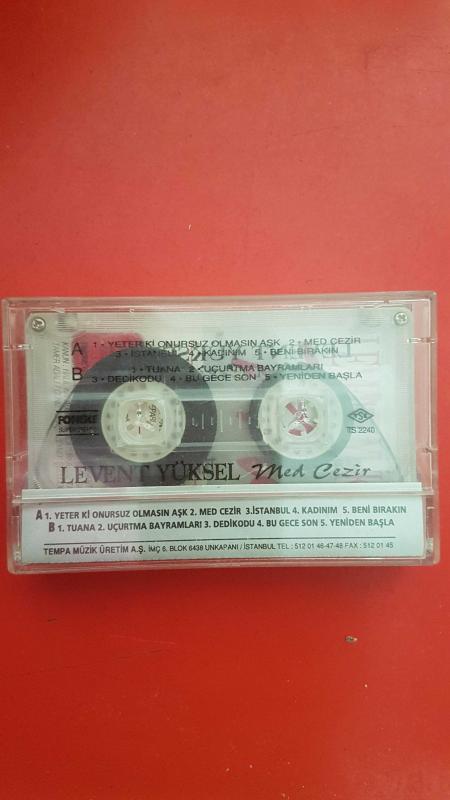 A 1 - YETER Kİ ONURSUZ OLMASIN AŞK 2 - MED CEZİR
3 - İSTANBUL 4 - KADINIM 5 - BENİ BIRAKIN
B 1 - TUANA 2 - UÇURTMA BAYRAMLARI
3 - DEDİKODU 4 - BU GECE SON 5 - YENİDEN BAŞLA
TS 2240
LEVENT YÜKSEL Med Cezir
A 1. YETER Kİ ONURSUZ OLMASIN AŞK 2. MED CEZİR 3.İSTANBUL 4. KADINIM 5. BENİ BIRAKIN
B 1. TUANA 2. UÇURTMA BAYRAMLARI 3. DEDİKODU 4. BU GECE SON 5. YENİDEN BAŞLA
TEMPA MÜZİK ÜRETİM A.Ş. İMÇ 6. BLOK 6438 UNKAPANI / İSTANBUL TEL : 512 01 46-47-48 FAX : 512 01 45